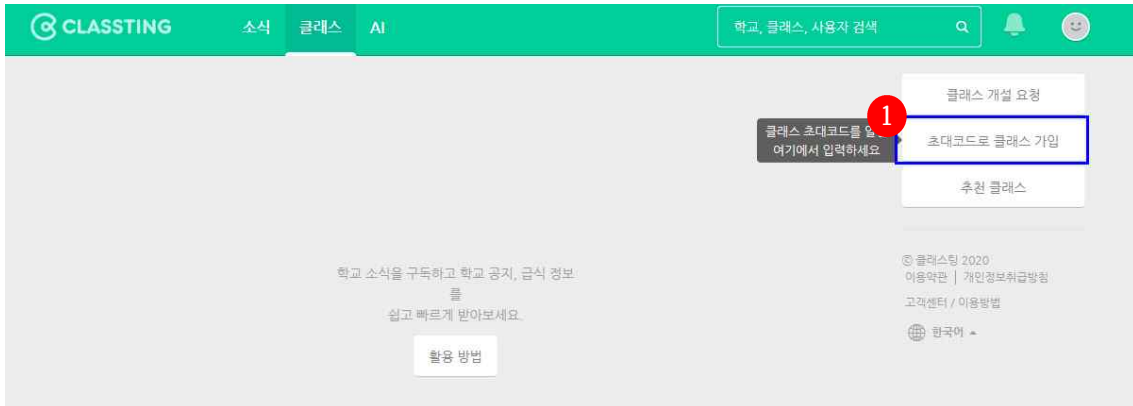 CLASSTING 소식 클래스 AI 학교, 클래스, 사용자 검색
클래스 개설 요청
1
클래스 초대코드를
여기에서 입력하세요
초대코드로 클래스 가입
추천 클래스
학교 소식을 구독하고 학교 공지, 급식 정보
를
쉽고 빠르게 받아보세요.
활용 방법
ⓒ 클래스팅 2020
이용약관 | 개인정보취급방침
고객센터 / 이용방법
한국어